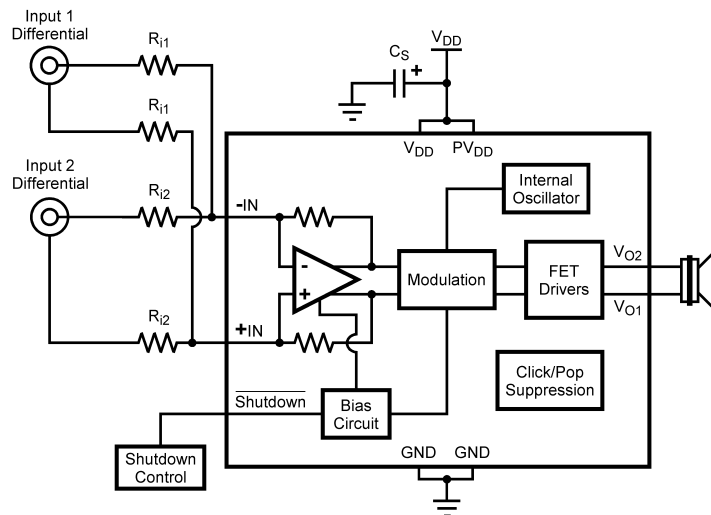 Input 1
Differential
Ri1
CS
+
VDD
Ri1
Input 2
Differential
VDD
PVDD
Internal
Oscillator
Ri2
-IN
-
+
Modulation
FET
Drivers
VO2
VO1
Ri2
+IN
Click/Pop
Suppression
Shutdown
Bias
Circuit
Shutdown
Control
GND
GND